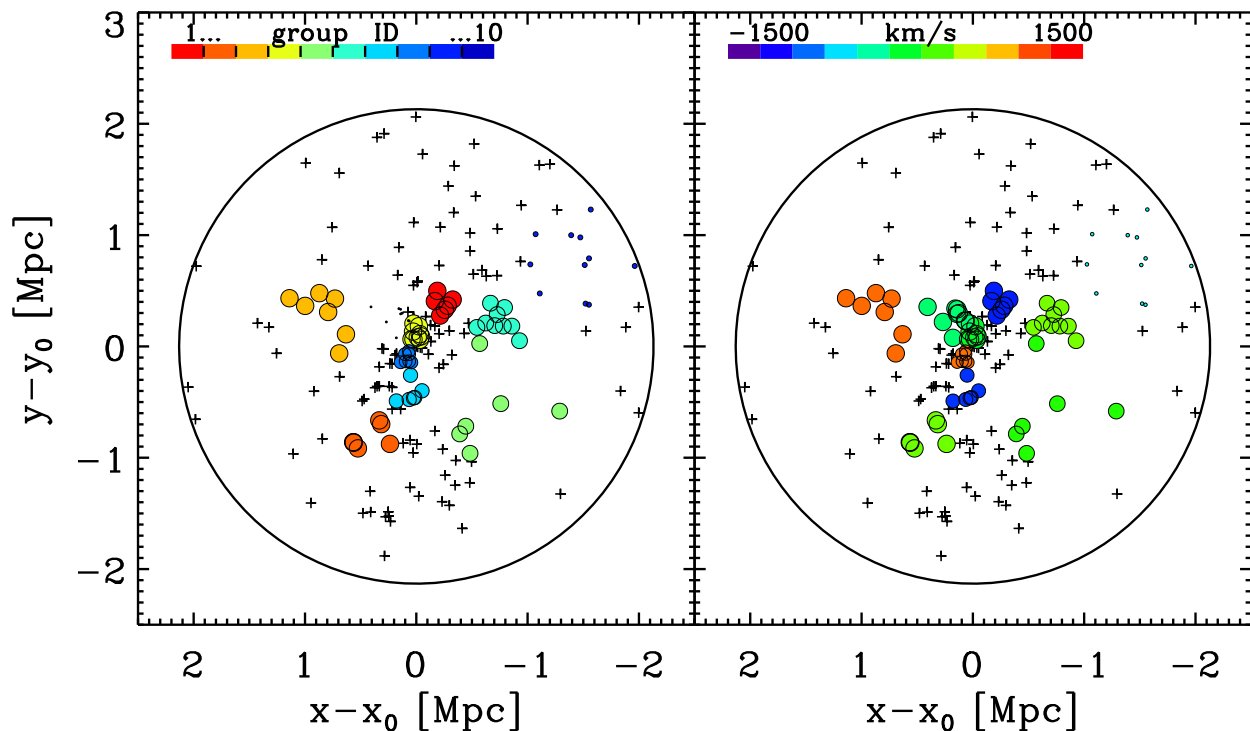 1... group ID ...10
−1500 km/s 1500
3
2
1
0
−1
−2
y−y₀ [Mpc]
2 1 0 −1 −2
2 1 0 −1 −2
x−x₀ [Mpc]
x−x₀ [Mpc]